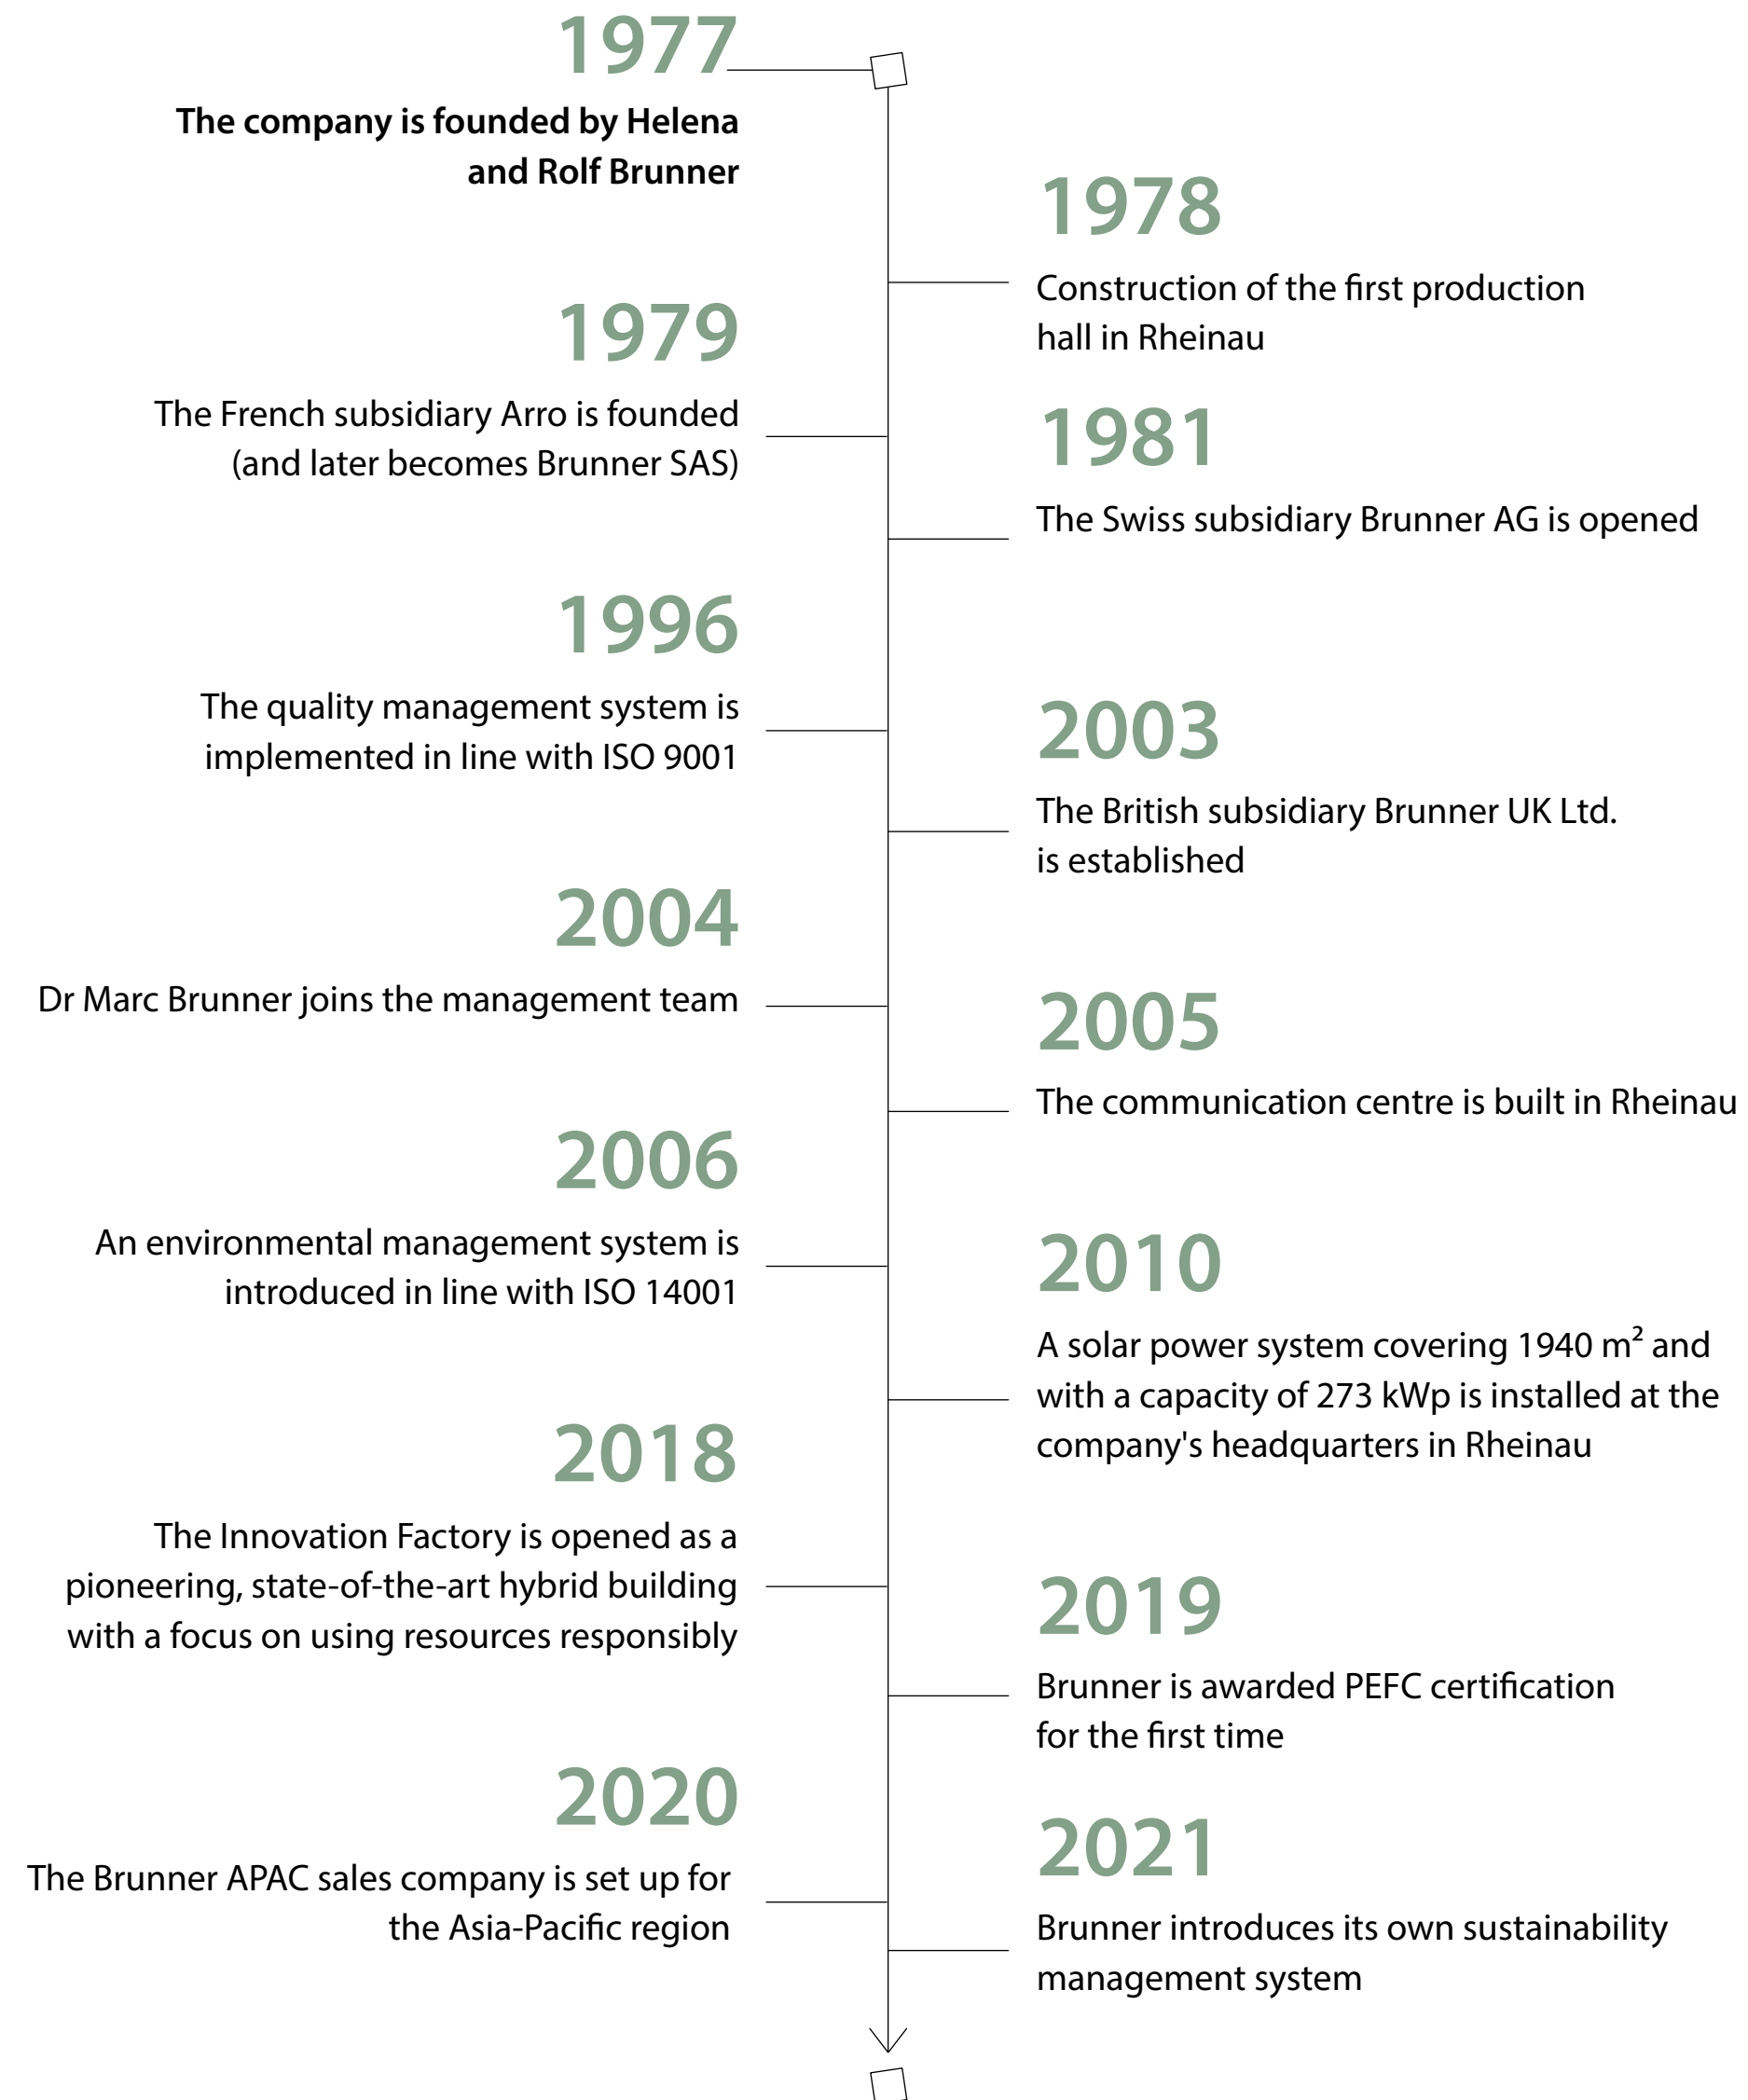 1977
The company is founded by Helena
and Rolf Brunner
1978
Construction of the first production
hall in Rheinau
1979
The French subsidiary Arro is founded
(and later becomes Brunner SAS)
1981
The Swiss subsidiary Brunner AG is opened
1996
The quality management system is
implemented in line with ISO 9001
2003
The British subsidiary Brunner UK Ltd.
is established
2004
Dr Marc Brunner joins the management team
2005
The communication centre is built in Rheinau
2006
An environmental management system is
introduced in line with ISO 14001
2010
A solar power system covering 1940 m² and
with a capacity of 273 kWp is installed at the
company's headquarters in Rheinau
2018
The Innovation Factory is opened as a
pioneering, state-of-the-art hybrid building
with a focus on using resources responsibly
2019
Brunner is awarded PEFC certification
for the first time
2020
The Brunner APAC sales company is set up for
the Asia-Pacific region
2021
Brunner introduces its own sustainability
management system